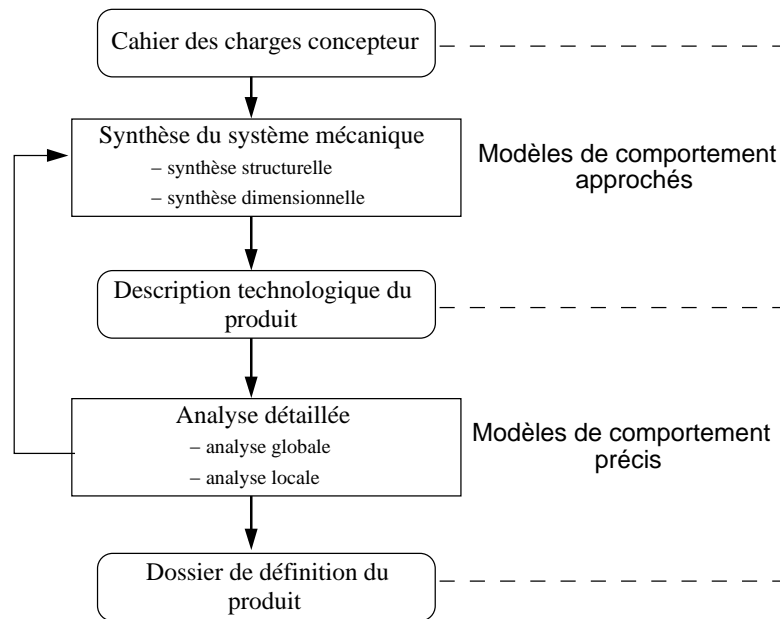 Cahier des charges concepteur
Synthèse du système mécanique
– synthèse structurelle
– synthèse dimensionnelle
Modèles de comportement
approchés
Description technologique du
produit
Analyse détaillée
– analyse globale
– analyse locale
Modèles de comportement
précis
Dossier de définition du
produit